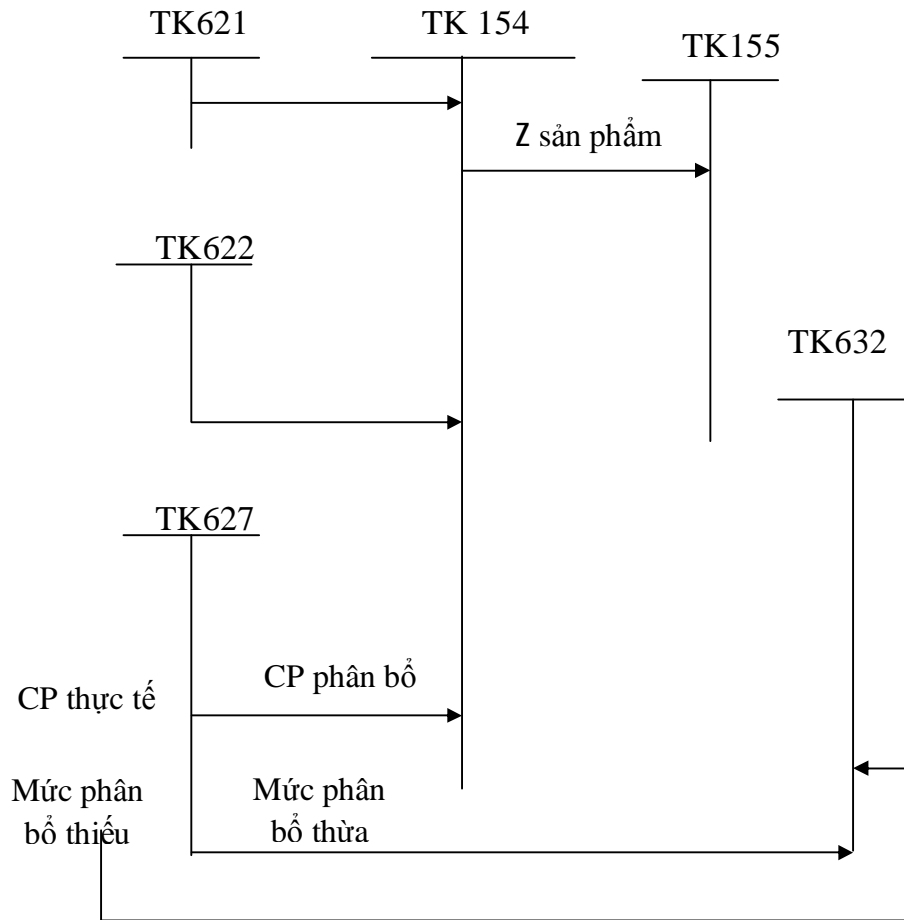 TK621
TK 154
TK155
Z sản phẩm
TK622
TK632
TK627
CP phân bổ
CP thực tế
Mức phân
bổ thiếu
Mức phân
bổ thừa